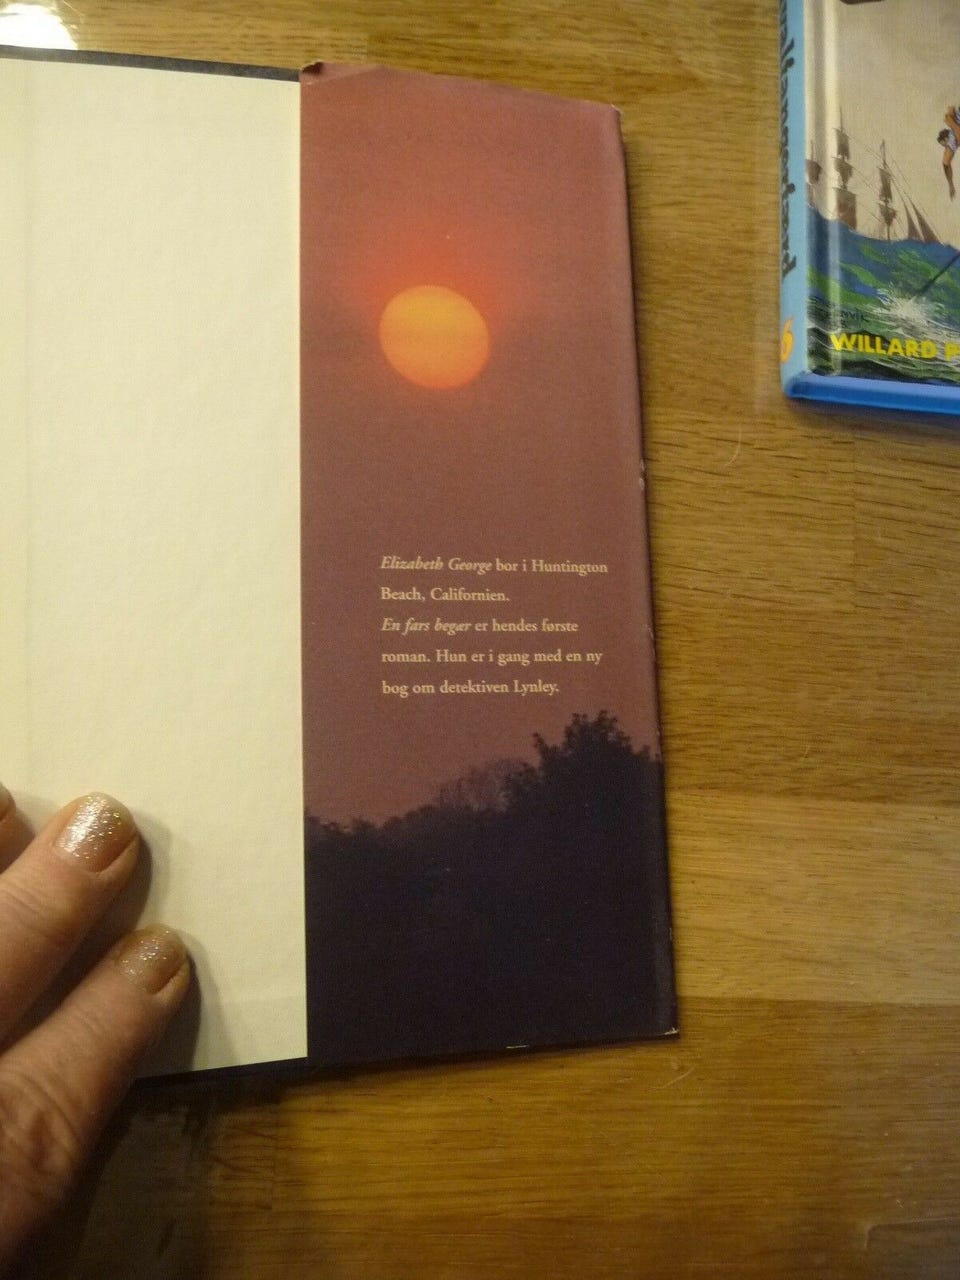 Elizabeth George bor i Huntington
Beach, Californien.
En fars begær er hendes første
roman. Hun er i gang med en ny
bog om detektiven Lynley.
WILLARD
6